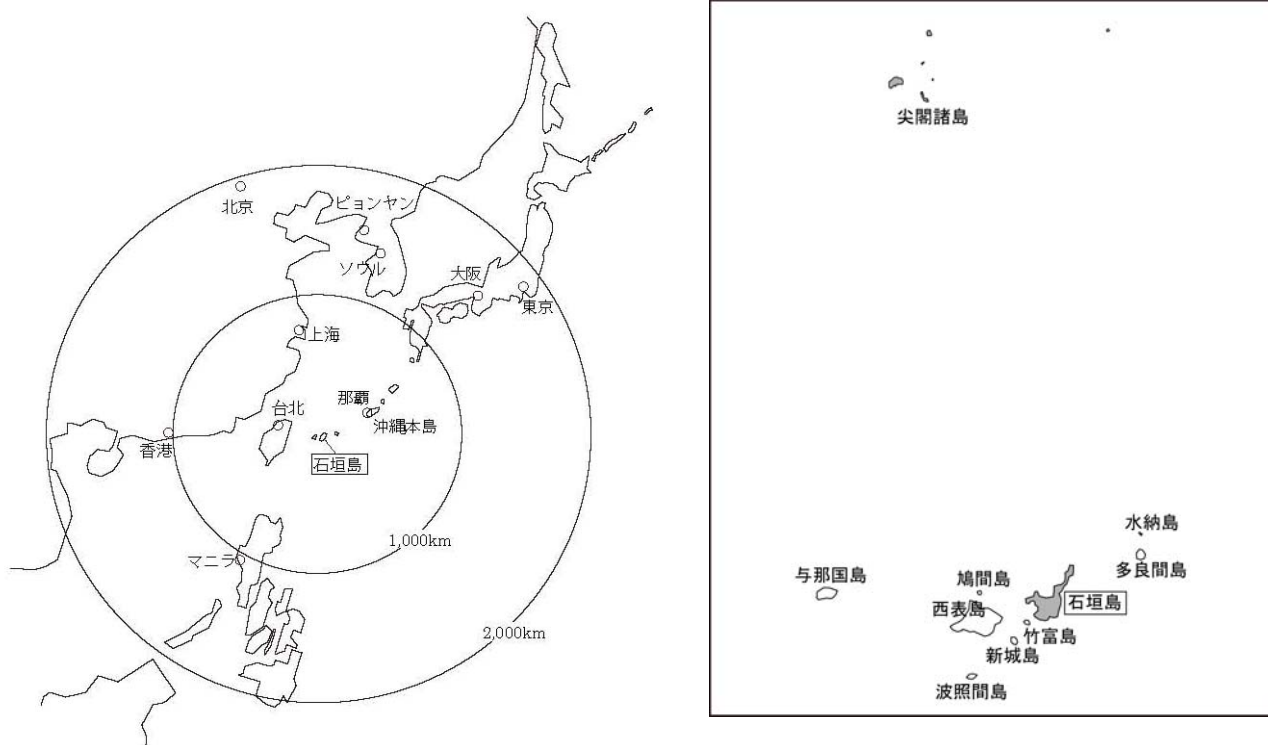 北京
ピョンヤン
ソウル
大阪
東京
上海
那覇
台北
沖縄本島
香港
石垣島
1,000km
マニラ
2,000km
尖閣諸島
水納島
多良間島
与那国島
鳩間島
西表島
石垣島
竹富島
新城島
波照間島